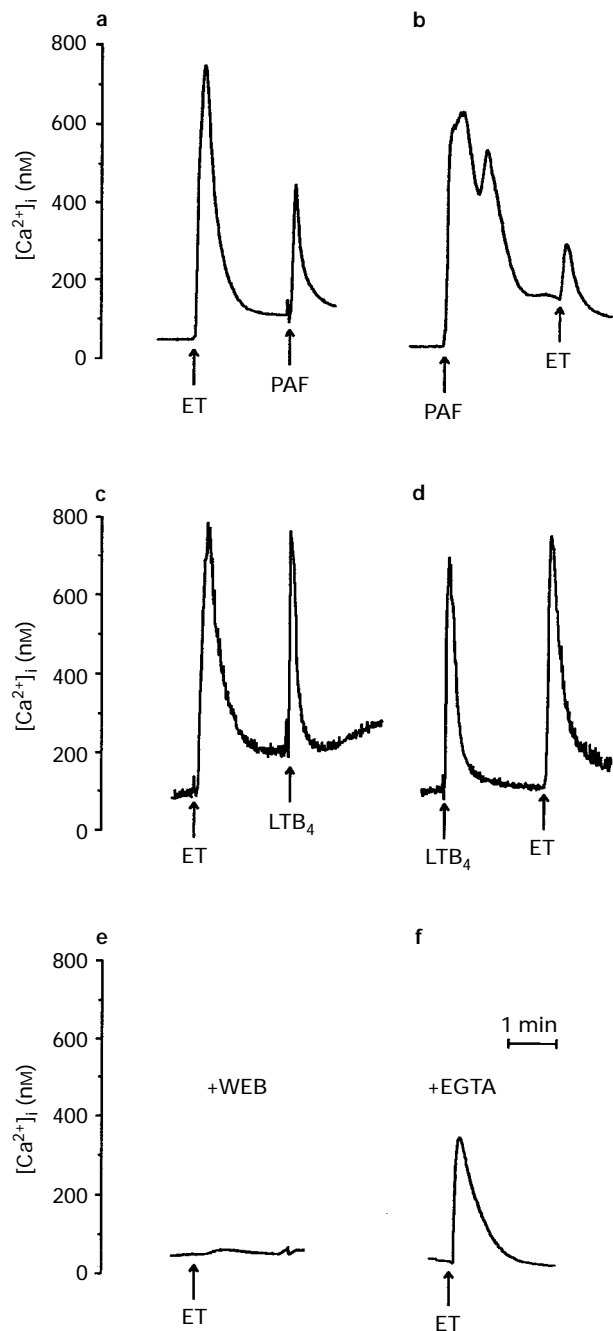 a
b
[Ca²⁺]ᵢ (nM)
800
600
400
200
0
ET
PAF
PAF
ET
c
d
[Ca²⁺]ᵢ (nM)
800
600
400
200
0
ET
LTB₄
LTB₄
ET
e
f
[Ca²⁺]ᵢ (nM)
800
600
400
200
0
1 min
+WEB
+EGTA
ET
ET